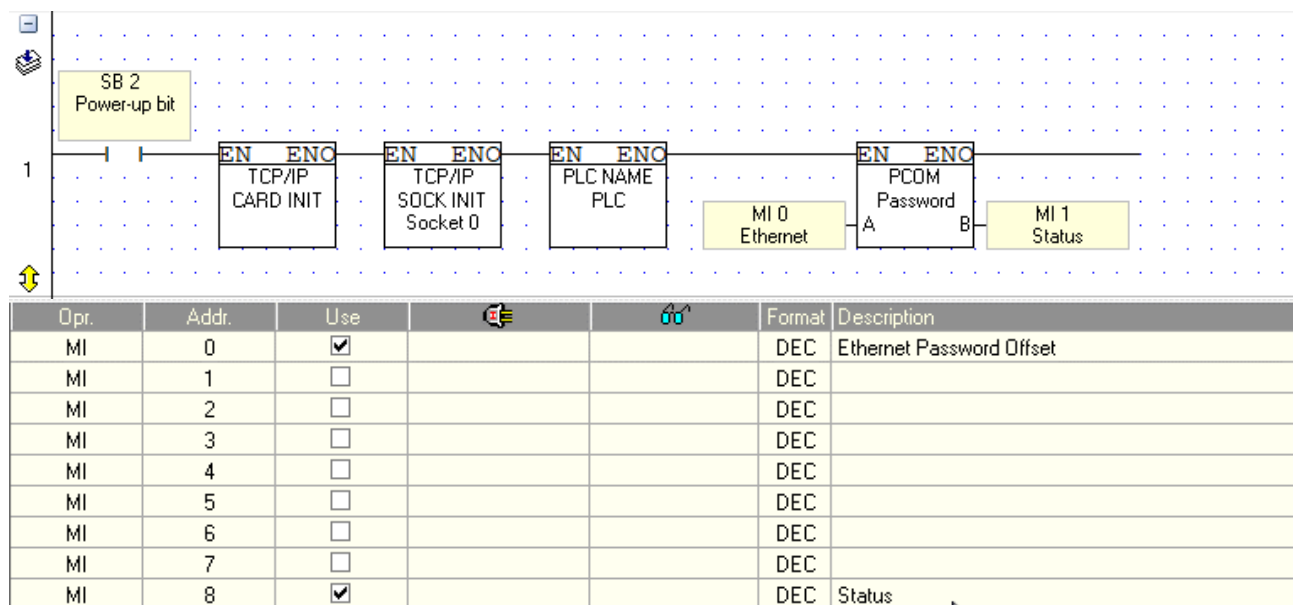 SB 2
Power-up bit
1
EN ENO
TCP/IP
CARD INIT
EN ENO
TCP/IP
SOCK INIT
Socket 0
EN ENO
PLC NAME
PLC
EN ENO
PCOM
Password
A B
MI 0
Ethernet
MI 1
Status
Opr. Addr. Use Format Description
MI 0 DEC Ethernet Password Offset
MI 1 DEC
MI 2 DEC
MI 3 DEC
MI 4 DEC
MI 5 DEC
MI 6 DEC
MI 7 DEC
MI 8 DEC Status